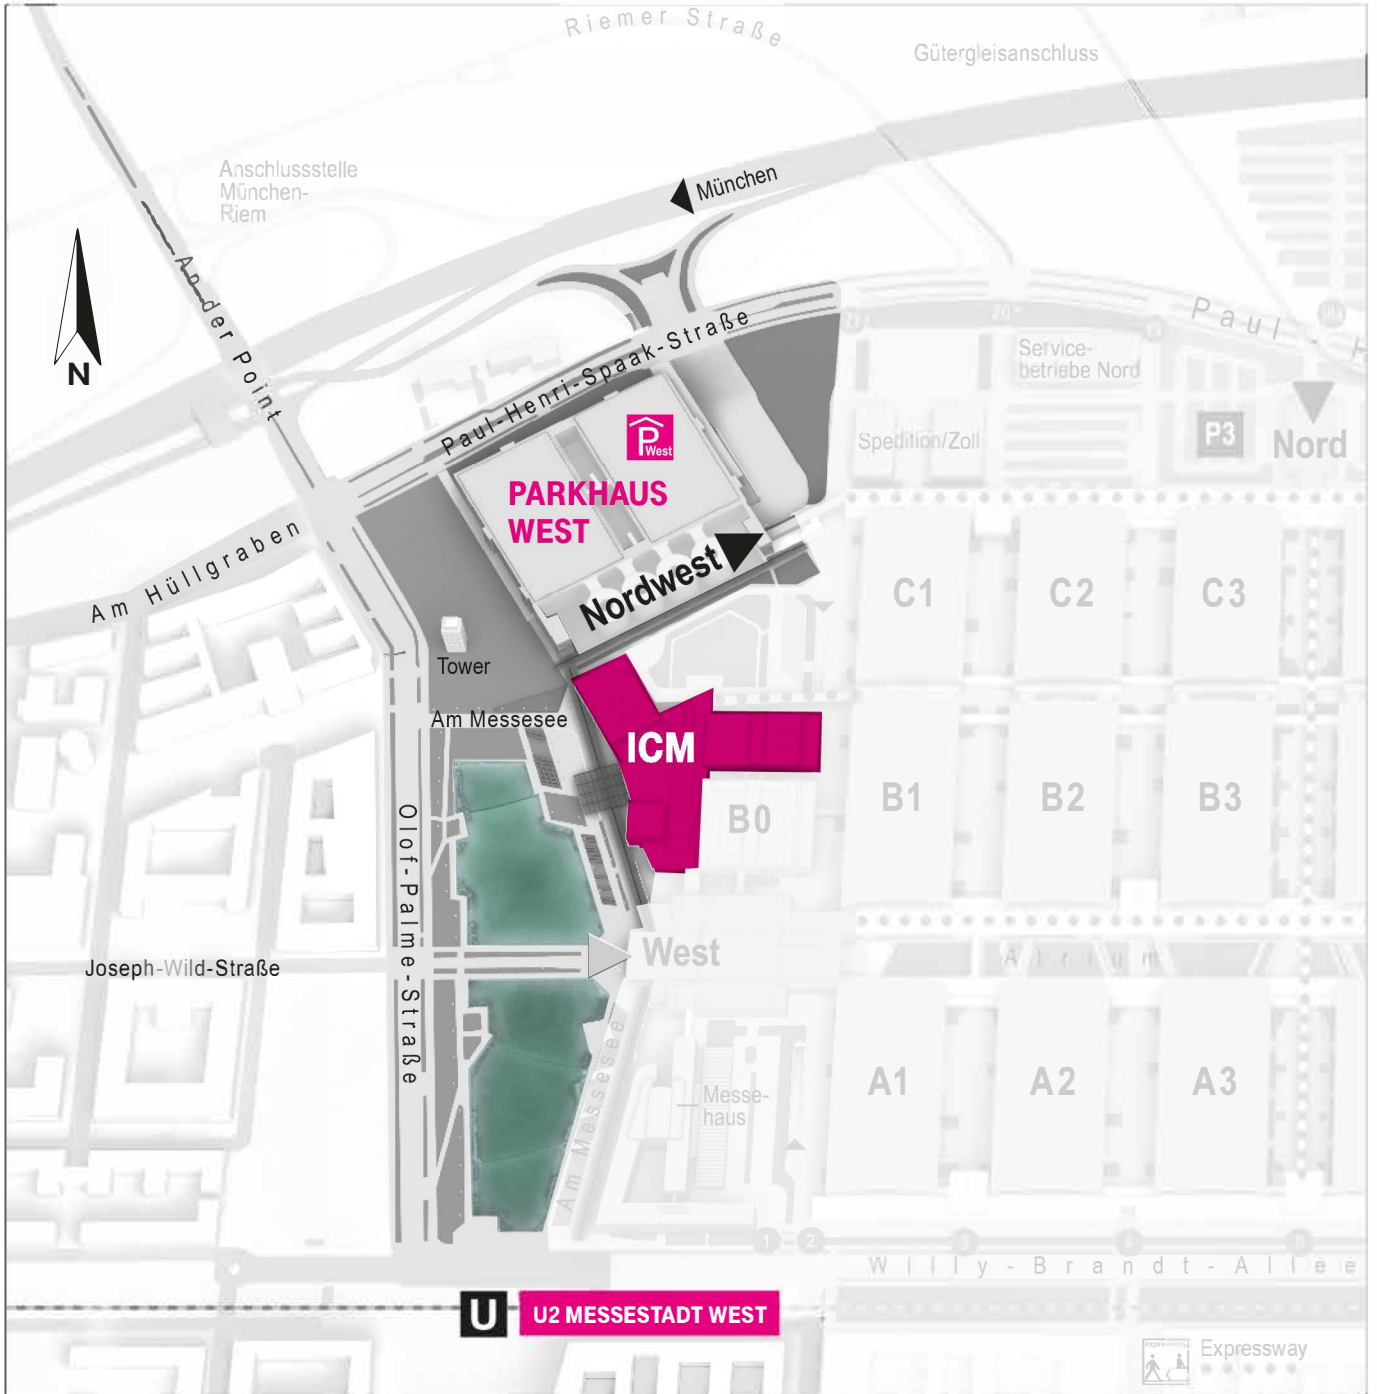 Riemer Straße
Gütergleisanschluss
Anschlussstelle
München-
Riem
München
An der Point
N
Paul-Henri-Spaak-Straße
Paul
H
Service-
betriebe Nord
P3
Nord
Spedition/Zoll
P
West
PARKHAUS
WEST
Nordwest
Am Hüllgraben
Tower
Am Messesee
ICM
C1
C2
C3
B0
B1
B2
B3
Olof-Palme-Straße
Joseph-Wild-Straße
West
Atrium
Am Messesee
Messe-
haus
A1
A2
A3
1
2
Willy-Brandt-Allee
U
U2 MESSESTADT WEST
Expressway